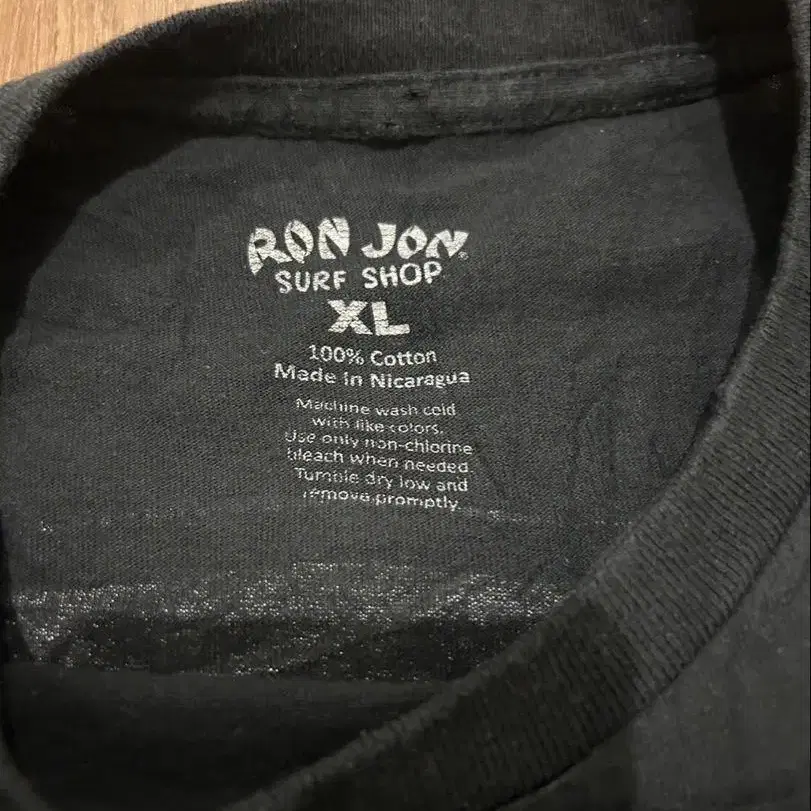 RON JON®
SURF SHOP
XL
100% Cotton
Made in Nicaragua
Machine wash cold
with like colors.
Use only non-chlorine
bleach when needed.
Tumble dry low and
remove promptly.